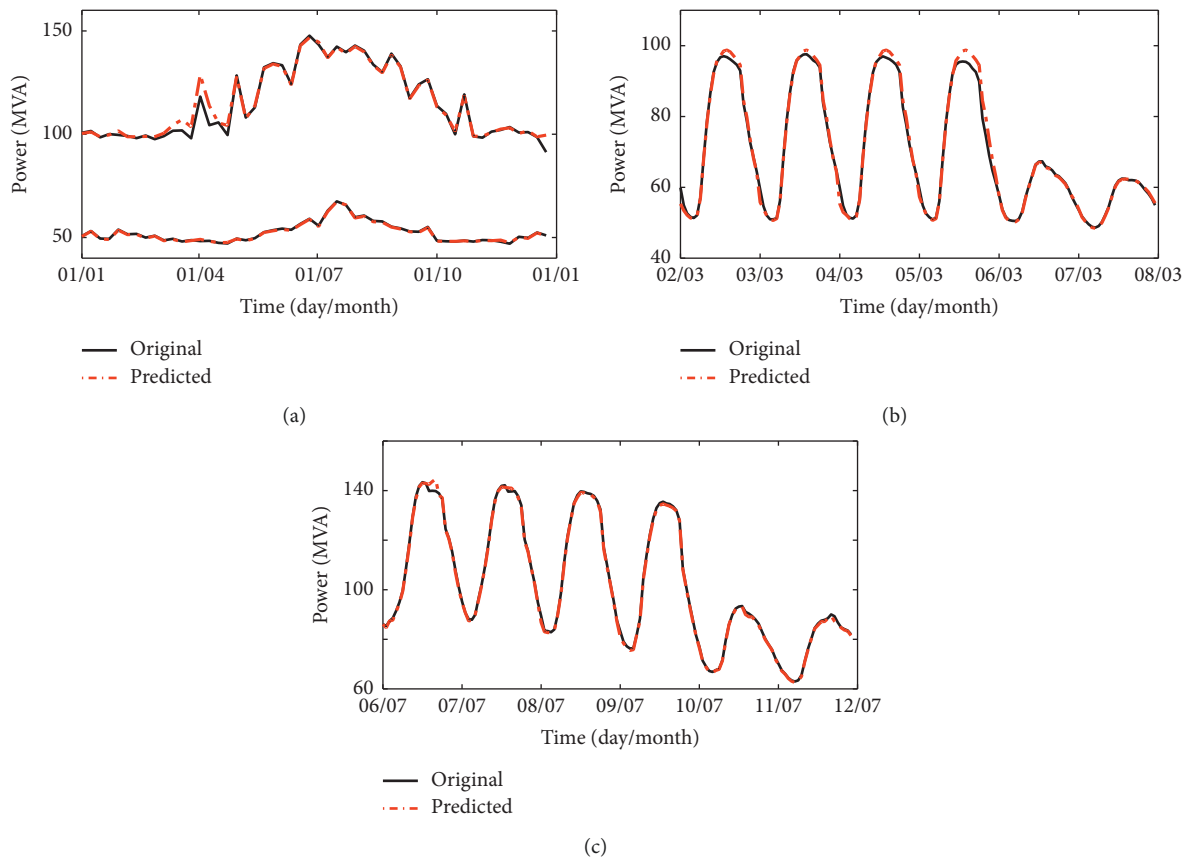 Power (MVA)
150
100
50
01/01 01/04 01/07 01/10 01/01
Time (day/month)
Original
Predicted
(a)
Power (MVA)
100
80
60
40
02/03 03/03 04/03 05/03 06/03 07/03 08/03
Time (day/month)
Original
Predicted
(b)
Power (MVA)
140
100
60
06/07 07/07 08/07 09/07 10/07 11/07 12/07
Time (day/month)
Original
Predicted
(c)